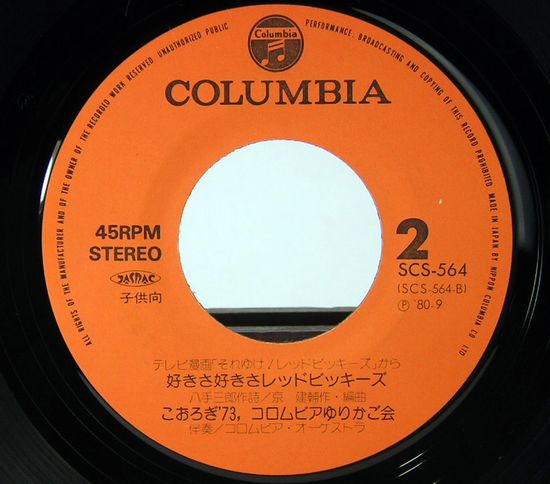 ALL RIGHTS OF THE MANUFACTURER AND OF THE OWNER OF THE RECORDED WORK RESERVED UNAUTHORIZED PUBLIC PERFORMANCE, BROADCASTING AND COPYING OF THIS RECORD PROHIBITED MADE IN JAPAN BY NIPPON COLUMBIA CO LTD
Columbia
COLUMBIA
45RPM
STEREO
JASRAC
子供向
2
SCS-564
(SCS-564-B)
Ⓟ '80-9
テレビ漫画「それゆけ!レッドビッキーズ」から
好きさ好きさレッドビッキーズ
八手三郎作詩/京 建輔作・編曲
こおろぎ'73, コロムビアゆりかご会
伴奏/コロムビア・オーケストラ